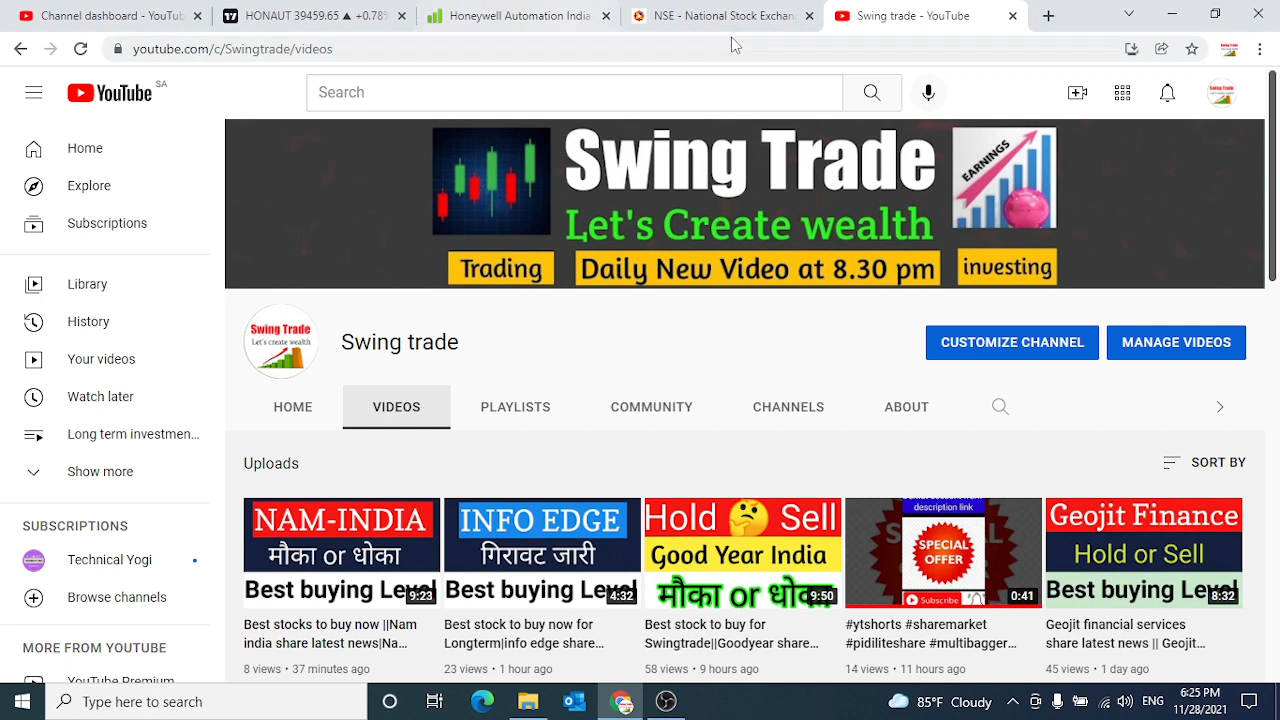 Channel dashboard - YouTub
HONAUT 39459.65 ▲ +0.78%
Honeywell Automation India
NSE - National Stock Exchan
Swing trade - YouTube
youtube.com/c/Swingtrade/videos
YouTube SA
Search
Home
Explore
Subscriptions
Library
History
Your videos
Watch later
Long term investmen...
Show more
SUBSCRIPTIONS
Technical Yogi
Browse channels
MORE FROM YOUTUBE
YouTube Premium
Swing Trade
Let's Create wealth
EARNINGS
Trading
Daily New Video at 8.30 pm
investing
Swing Trade
Let's create wealth
Swing trade
CUSTOMIZE CHANNEL
MANAGE VIDEOS
HOME VIDEOS PLAYLISTS COMMUNITY CHANNELS ABOUT
Uploads
SORT BY
NAM-INDIA
मौका or धोका
Best buying Level
9:23
Best stocks to buy now ||Nam
india share latest news|Na...
8 views • 37 minutes ago
INFO EDGE
गिरावट जारी
Best buying Level
4:32
Best stock to buy now for
Longterm|info edge share...
23 views • 1 hour ago
Hold 🤔 Sell
Good Year India
मौका or धोका
9:50
Best stock to buy for
Swingtrade||Goodyear share...
58 views • 9 hours ago
description link
SPECIAL
OFFER
Subscribe
0:41
#ytshorts #sharemarket
#pidiliteshare #multibagger...
14 views • 11 hours ago
Geojit Finance
Hold or Sell
Best buying Level
8:32
Geojit financial services
share latest news || Geojit...
45 views • 1 day ago
Type here to search
85°F Cloudy
ENG
6:25 PM
11/28/2021